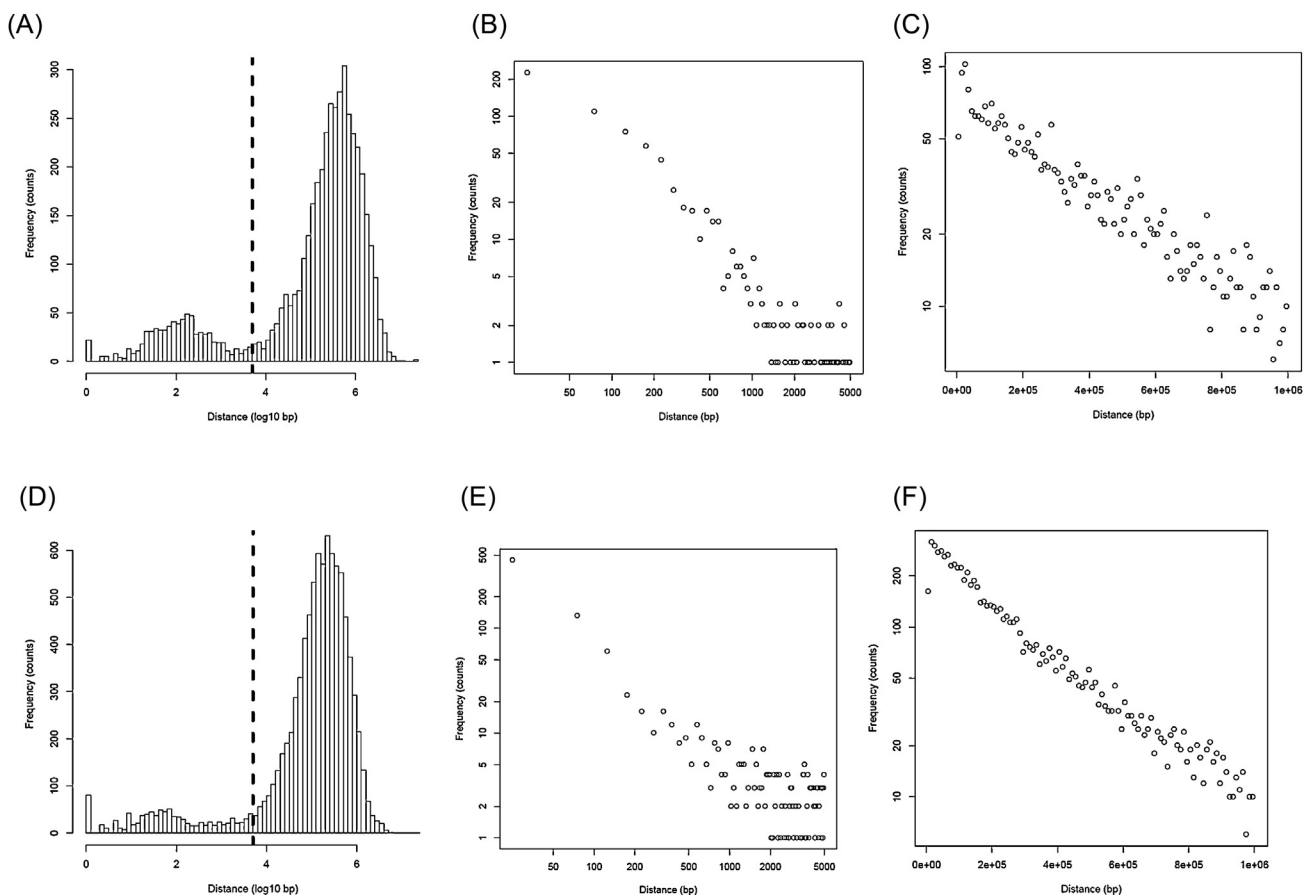 (A)
300
250
200
150
100
50
0
Frequency (counts)
0 2 4 6
Distance (log10 bp)
(B)
200
100
50
20
10
5
2
1
Frequency (counts)
50 100 200 500 1000 2000 5000
Distance (bp)
(C)
100
50
20
10
Frequency (counts)
0e+00 2e+05 4e+05 6e+05 8e+05 1e+06
Distance (bp)
(D)
600
500
400
300
200
100
0
Frequency (counts)
0 2 4 6
Distance (log10 bp)
(E)
500
200
100
50
20
10
5
2
1
Frequency (counts)
50 100 200 500 1000 2000 5000
Distance (bp)
(F)
200
100
50
20
10
Frequency (counts)
0e+00 2e+05 4e+05 6e+05 8e+05 1e+06
Distance (bp)